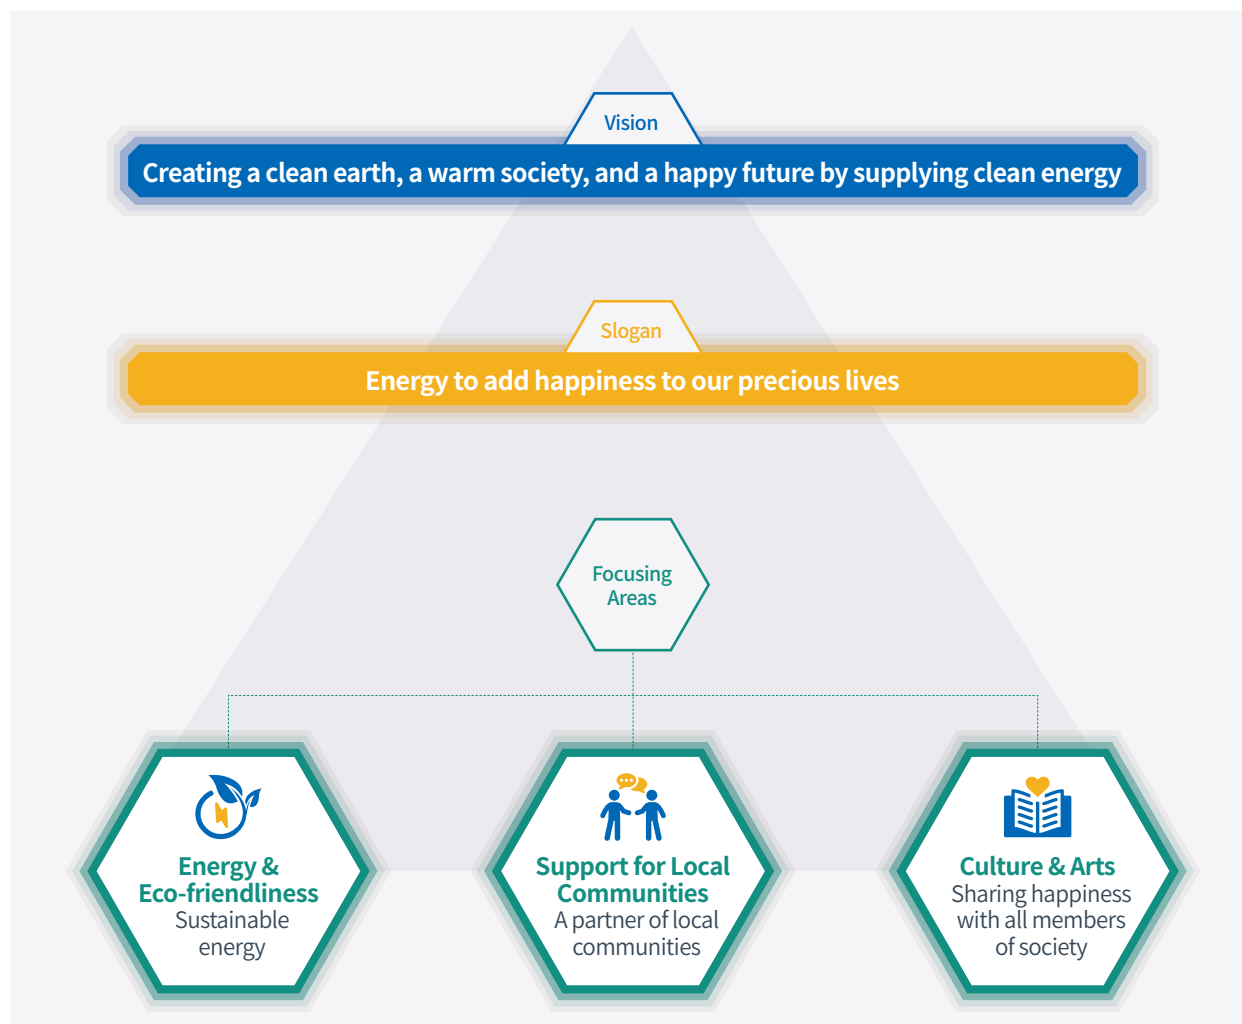 Vision
Creating a clean earth, a warm society, and a happy future by supplying clean energy
Slogan
Energy to add happiness to our precious lives
Focusing
Areas
Energy &
Eco-friendliness
Sustainable
energy
Support for Local
Communities
A partner of local
communities
Culture & Arts
Sharing happiness
with all members
of society